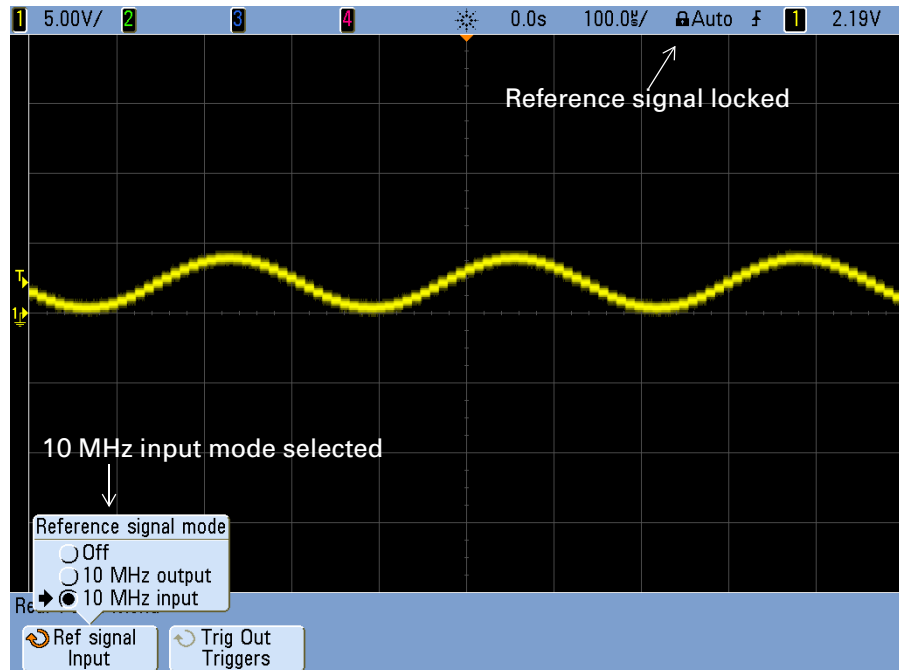 1 5.00V/ 2 3 4 0.0s 100.0㎲/ Auto 1 2.19V
Reference signal locked
T
1
10 MHz input mode selected
Reference signal mode
Off
10 MHz output
10 MHz input
Ref signal
Input
Trig Out
Triggers